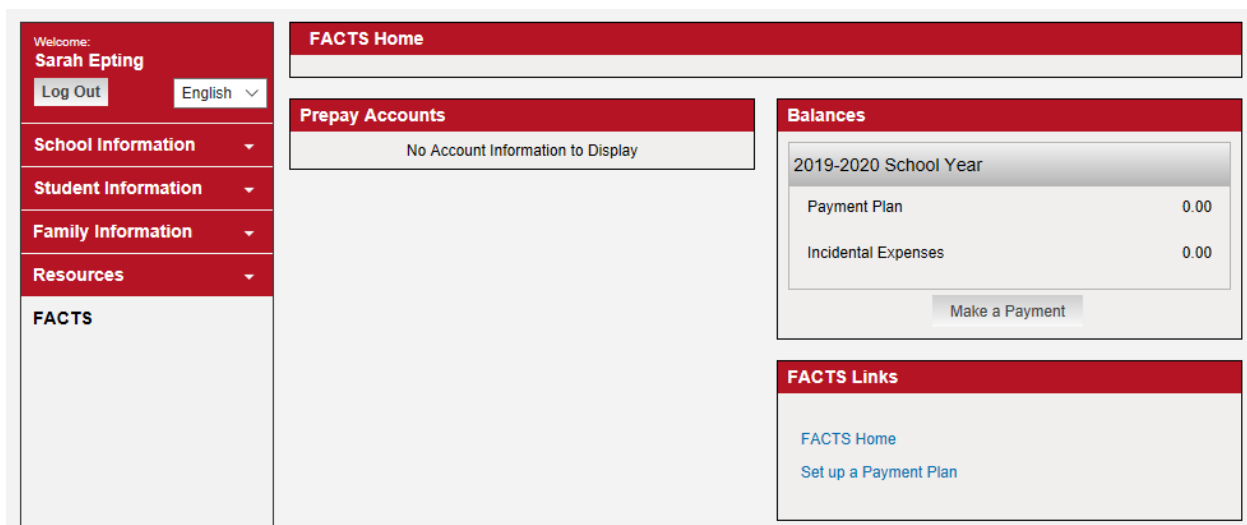 Welcome:
Sarah Epting
Log Out
English
School Information
Student Information
Family Information
Resources
FACTS
FACTS Home
Prepay Accounts
No Account Information to Display
Balances
2019-2020 School Year
Payment Plan 0.00
Incidental Expenses 0.00
Make a Payment
FACTS Links
FACTS Home
Set up a Payment Plan